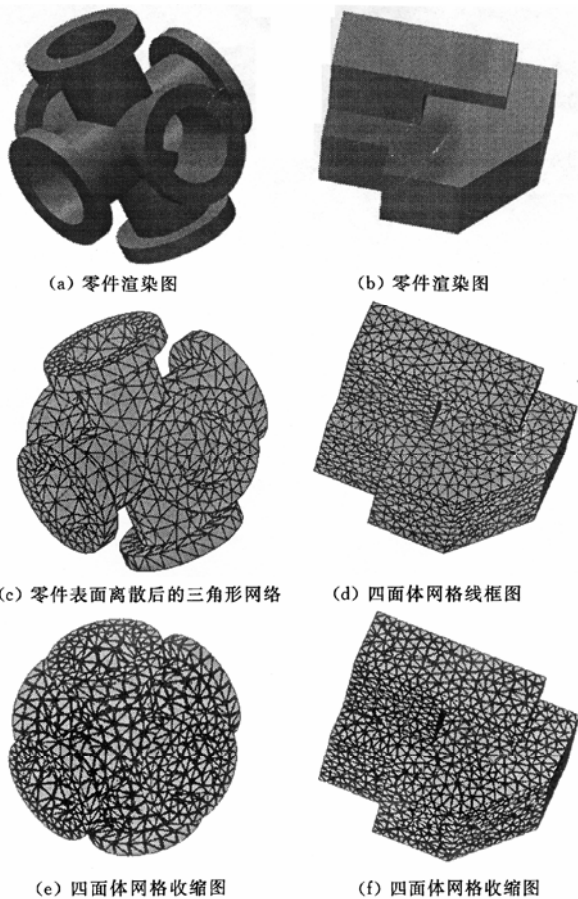 (a) 零件渲染图
(b) 零件渲染图
(c) 零件表面离散后的三角形网络
(d) 四面体网格线框图
(e) 四面体网格收缩图
(f) 四面体网格收缩图